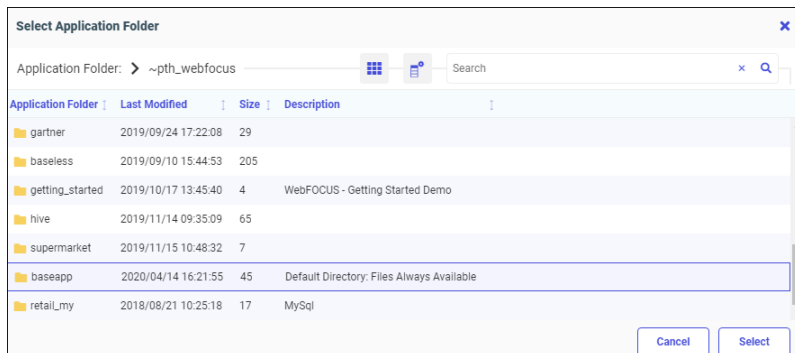 Select Application Folder
Application Folder: ~pth_webfocus Search
Application Folder Last Modified Size Description
gartner 2019/09/24 17:22:08 29
baseless 2019/09/10 15:44:53 205
getting_started 2019/10/17 13:45:40 4 WebFOCUS - Getting Started Demo
hive 2019/11/14 09:35:09 65
supermarket 2019/11/15 10:48:32 7
baseapp 2020/04/14 16:21:55 45 Default Directory: Files Always Available
retail_my 2018/08/21 10:25:18 17 MySql
Cancel Select